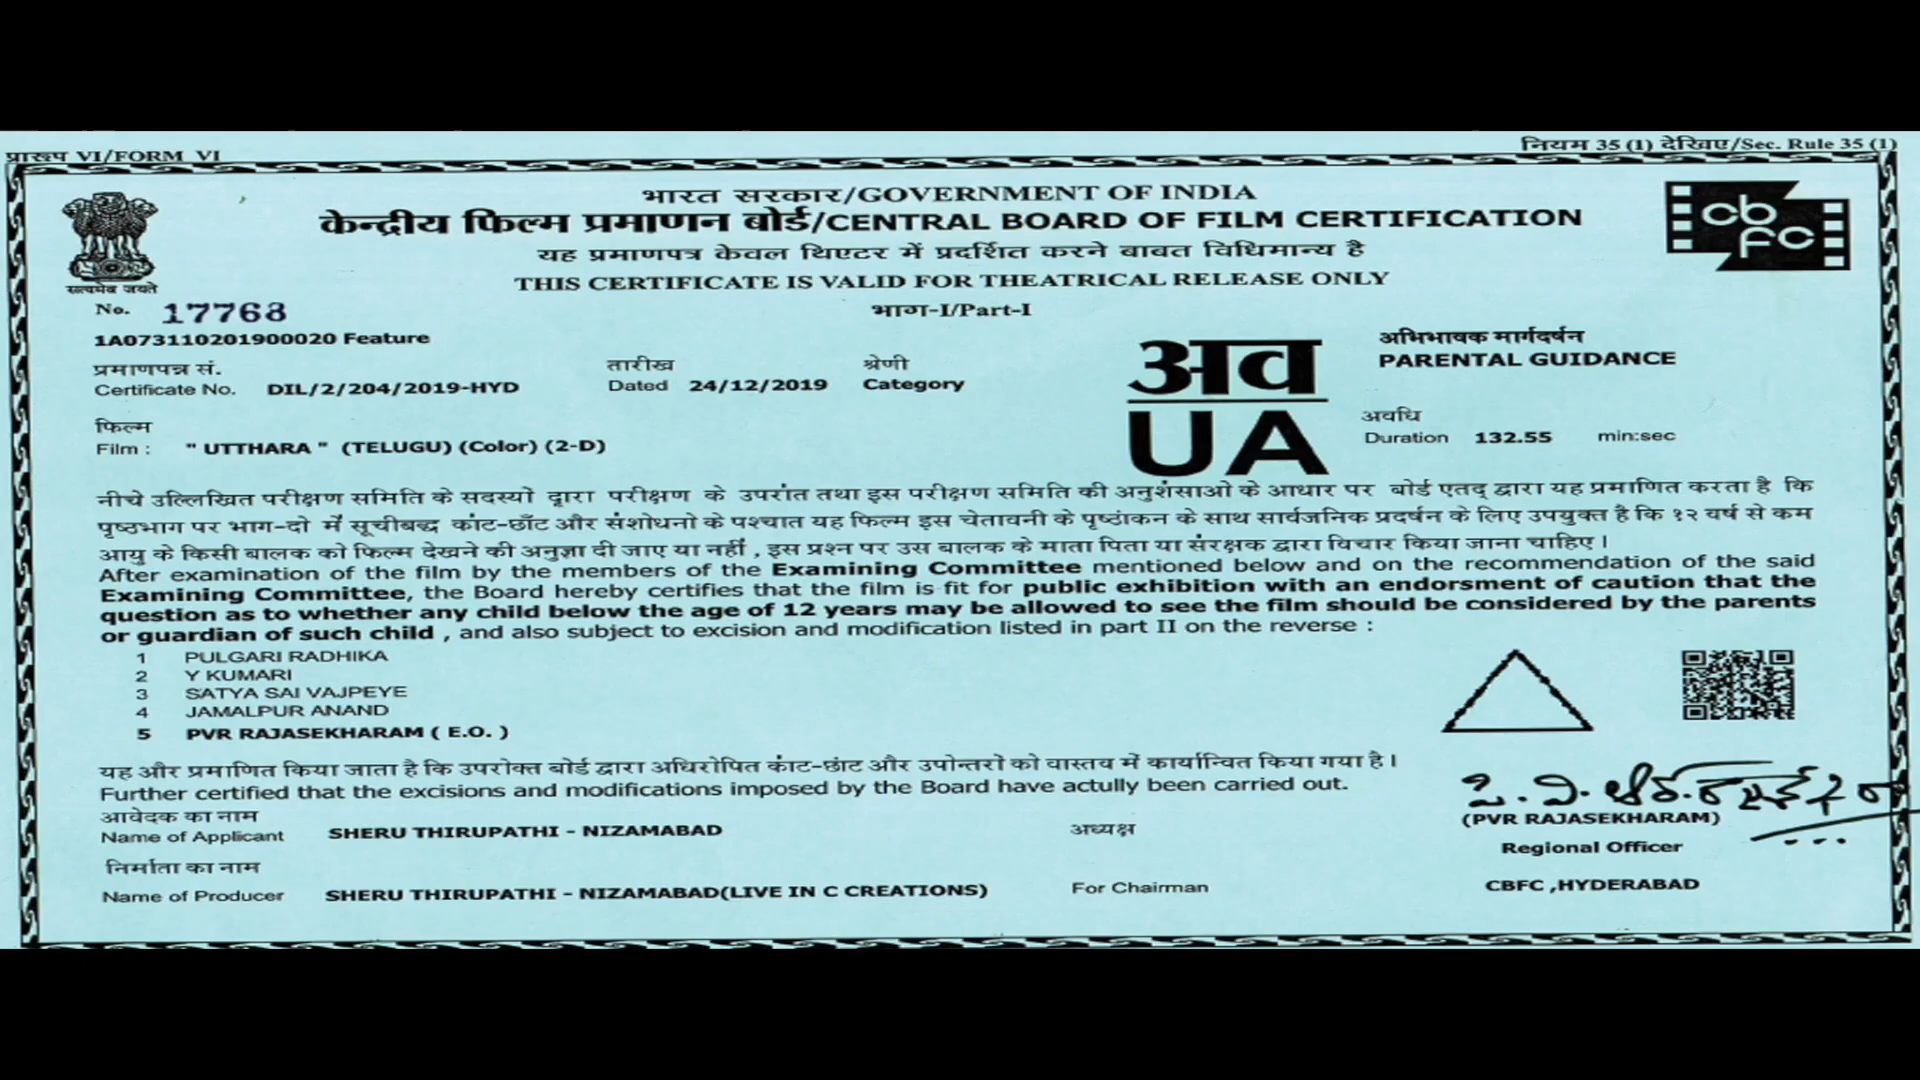 प्रारूप VI/FORM VI
नियम 35 (1) देखिए/Sec. Rule 35 (1)
भारत सरकार/GOVERNMENT OF INDIA
केन्द्रीय फिल्म प्रमाणन बोर्ड/CENTRAL BOARD OF FILM CERTIFICATION
cb
fc
यह प्रमाणपत्र केवल थिएटर में प्रदर्शित करने बाबत विधिमान्य है
THIS CERTIFICATE IS VALID FOR THEATRICAL RELEASE ONLY
सत्यमेव जयते
No. 17768
भाग-I/Part-I
1A073110201900020 Feature
अव
UA
अभिभावक मार्गदर्षन
PARENTAL GUIDANCE
प्रमाणपत्र सं. तारीख श्रेणी
Certificate No. DIL/2/204/2019-HYD Dated 24/12/2019 Category
अवधि
Duration 132.55 min:sec
फिल्म
Film : " UTTHARA " (TELUGU) (Color) (2-D)
नीचे उल्लिखित परीक्षण समिति के सदस्यों द्वारा परीक्षण के उपरांत तथा इस परीक्षण समिति की अनुशंसाओ के आधार पर बोर्ड एतद् द्वारा यह प्रमाणित करता है कि
पृष्ठभाग पर भाग-दो में सूचीबद्ध कांट-छाँट और संशोधनो के पश्चात यह फिल्म इस चेतावनी के पृष्ठांकन के साथ सार्वजनिक प्रदर्षन के लिए उपयुक्त है कि १२ वर्ष से कम
आयु के किसी बालक को फिल्म देखने की अनुज्ञा दी जाए या नहीं , इस प्रश्न पर उस बालक के माता पिता या संरक्षक द्वारा विचार किया जाना चाहिए ।
After examination of the film by the members of the Examining Committee mentioned below and on the recommendation of the said
Examining Committee, the Board hereby certifies that the film is fit for public exhibition with an endorsment of caution that the
question as to whether any child below the age of 12 years may be allowed to see the film should be considered by the parents
or guardian of such child , and also subject to excision and modification listed in part II on the reverse :
1 PULGARI RADHIKA
2 Y KUMARI
3 SATYA SAI VAJPEYE
4 JAMALPUR ANAND
5 PVR RAJASEKHARAM ( E.O. )
यह और प्रमाणित किया जाता है कि उपरोक्त बोर्ड द्वारा अधिरोपित कांट-छांट और उपोन्तरों को वास्तव में कार्यान्वित किया गया है ।
Further certified that the excisions and modifications imposed by the Board have actully been carried out.
आवेदक का नाम
Name of Applicant SHERU THIRUPATHI - NIZAMABAD
अध्यक्ष
(PVR RAJASEKHARAM)
Regional Officer
निर्माता का नाम
Name of Producer SHERU THIRUPATHI - NIZAMABAD(LIVE IN C CREATIONS)
For Chairman
CBFC ,HYDERABAD